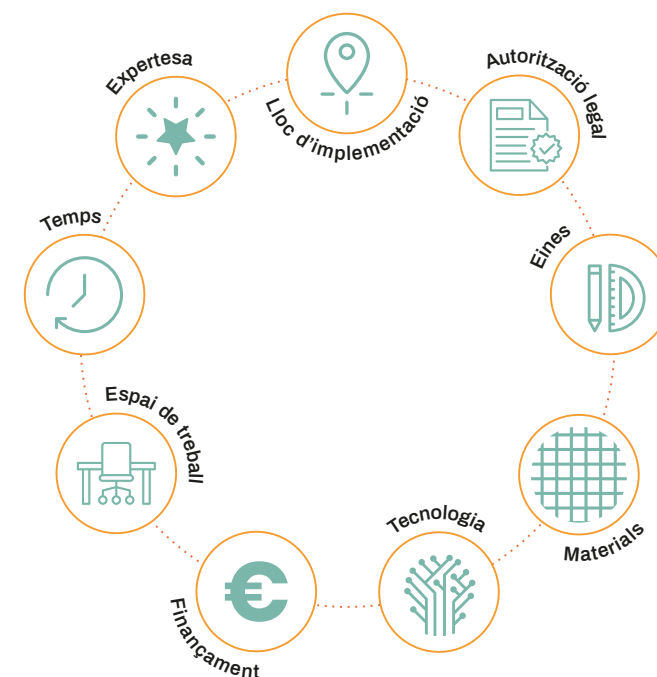 Lloc d'implementació
Autorització legal
Eines
Materials
Tecnologia
Finançament
Espai de treball
Temps
Expertesa